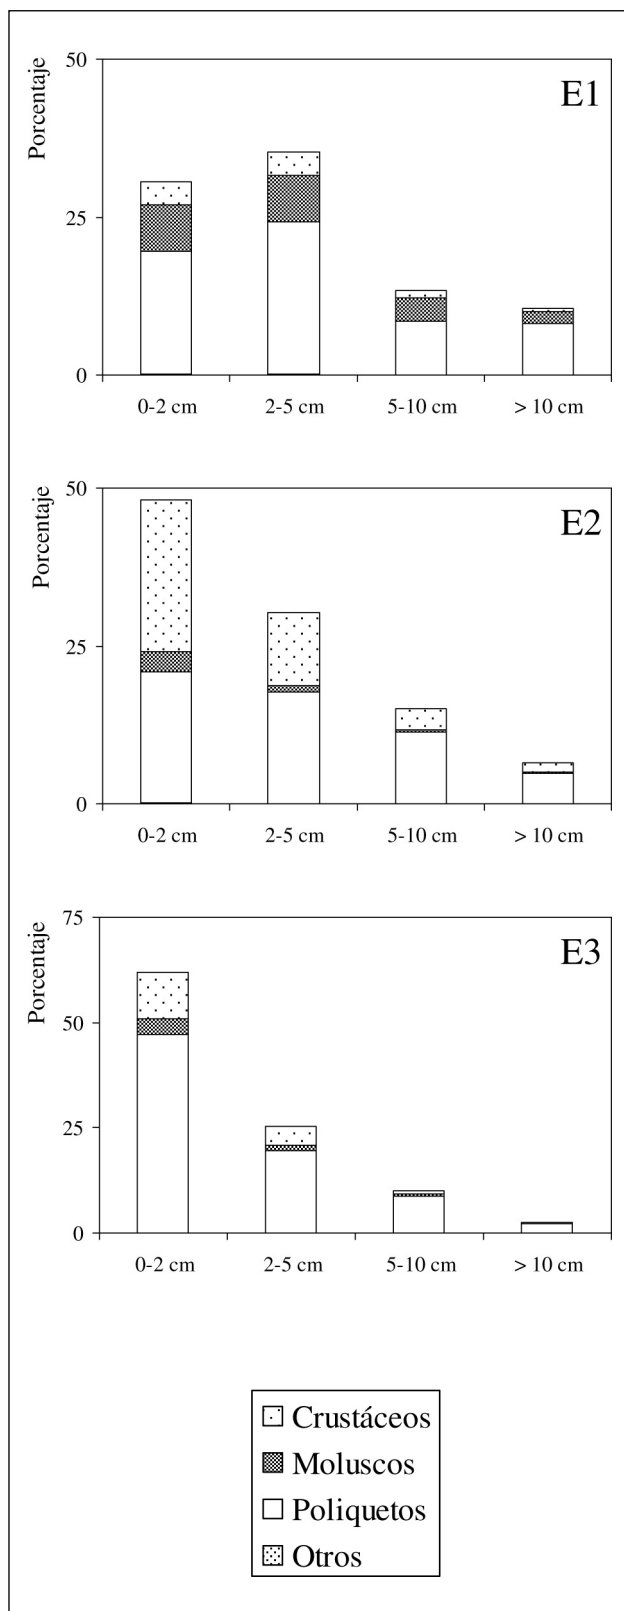 50
Porcentaje
E1
25
0
0-2 cm 2-5 cm 5-10 cm > 10 cm
50
Porcentaje
E2
25
0
0-2 cm 2-5 cm 5-10 cm > 10 cm
75
Porcentaje
E3
50
25
0
0-2 cm 2-5 cm 5-10 cm > 10 cm
Crustáceos
Moluscos
Poliquetos
Otros